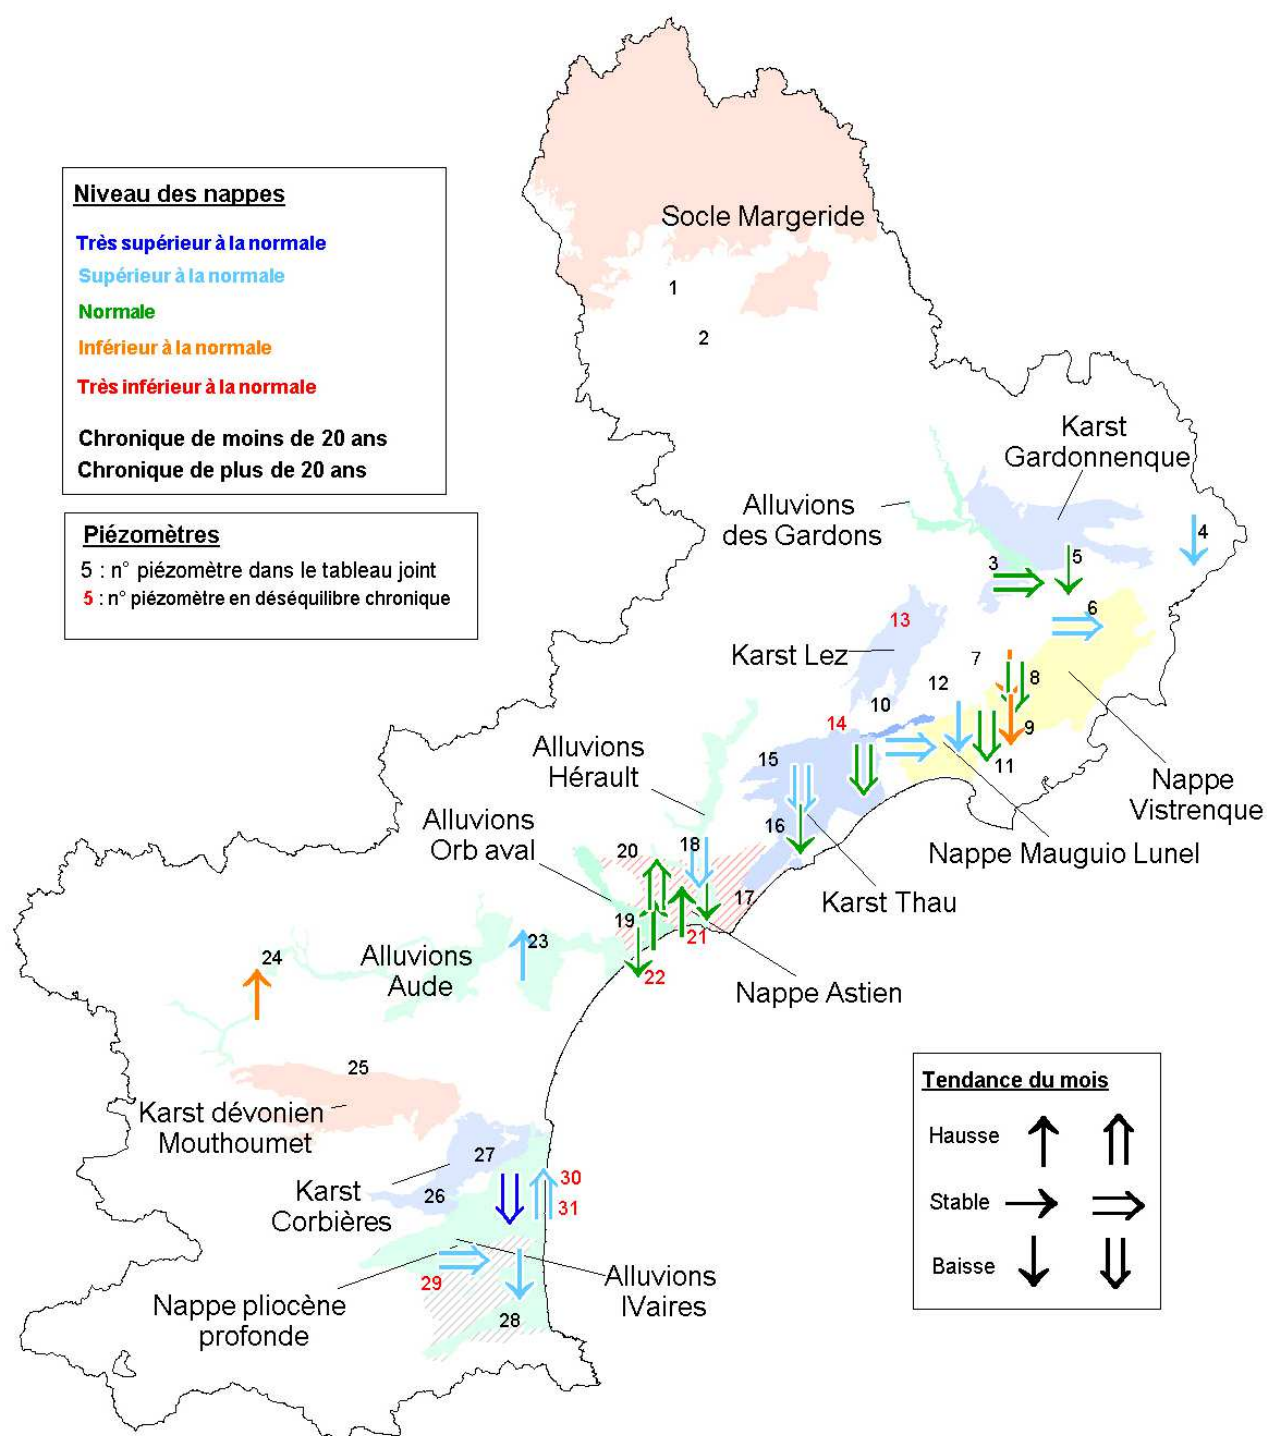 Niveau des nappes
Très supérieur à la normale
Supérieur à la normale
Normale
Inférieur à la normale
Très inférieur à la normale
Chronique de moins de 20 ans
Chronique de plus de 20 ans
Piézomètres
5 : n° piézomètre dans le tableau joint
5 : n° piézomètre en déséquilibre chronique
Socle Margeride
1
2
Karst
Gardonnenque
Alluvions
des Gardons
4
3
5
6
13
Karst Lez
7
8
12
10
14
9
11
15
Nappe
Vistrenque
Alluvions
Hérault
Alluvions
Orb aval
16
18
20
Nappe Mauguio Lunel
17
Karst Thau
19
21
22
23
24
Alluvions
Aude
Nappe Astien
25
Karst dévonien
Mouthoumet
27
26
30
31
Karst
Corbières
29
Alluvions
IVaires
Nappe pliocène
profonde
28
Tendance du mois
Hausse
Stable
Baisse